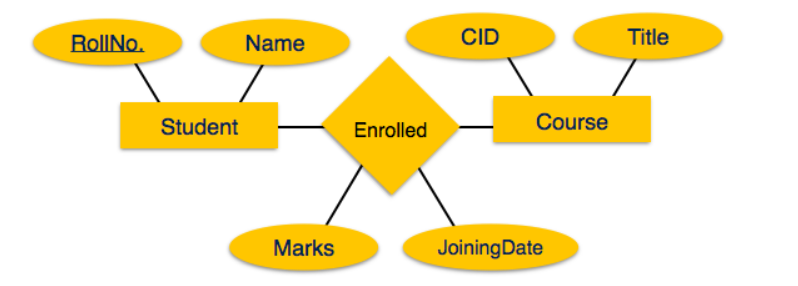 RollNo.
Name
CID
Title
Student
Enrolled
Course
Marks
JoiningDate